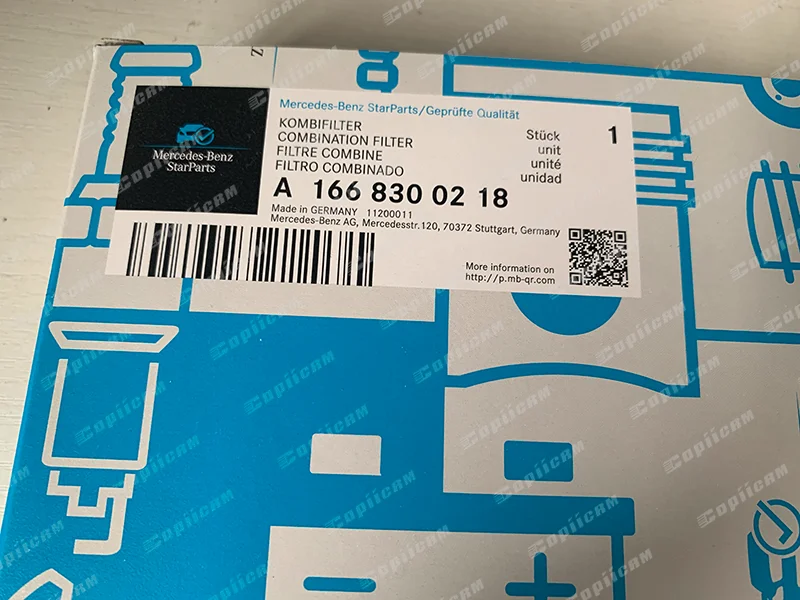 Mercedes-Benz StarParts/Geprüfte Qualität
Mercedes-Benz
StarParts
KOMBIFILTER
COMBINATION FILTER
FILTRE COMBINE
FILTRO COMBINADO
Stück
unit
unité
unidad
1
A 166 830 02 18
Made in GERMANY 11200011
Mercedes-Benz AG, Mercedesstr.120, 70372 Stuttgart, Germany
More information on
http://p.mb-qr.com
Z
Copiicam